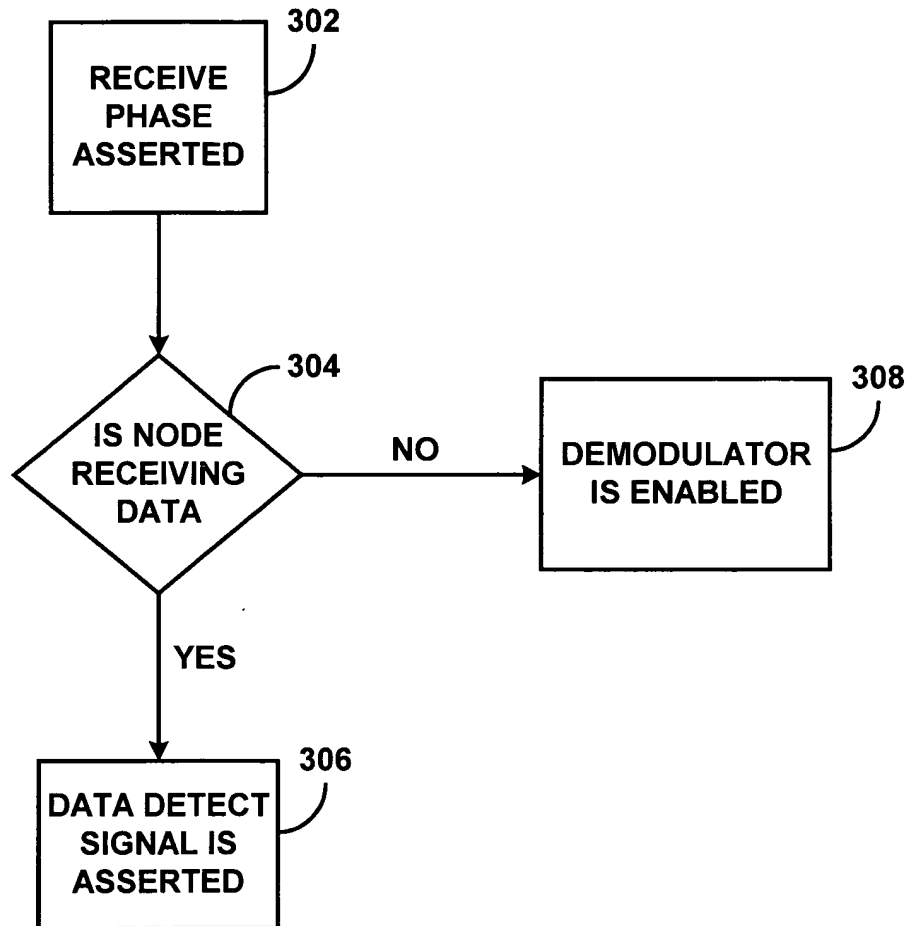 302
RECEIVE
PHASE
ASSERTED
304
IS NODE
RECEIVING
DATA
NO
308
DEMODULATOR
IS ENABLED
YES
306
DATA DETECT
SIGNAL IS
ASSERTED